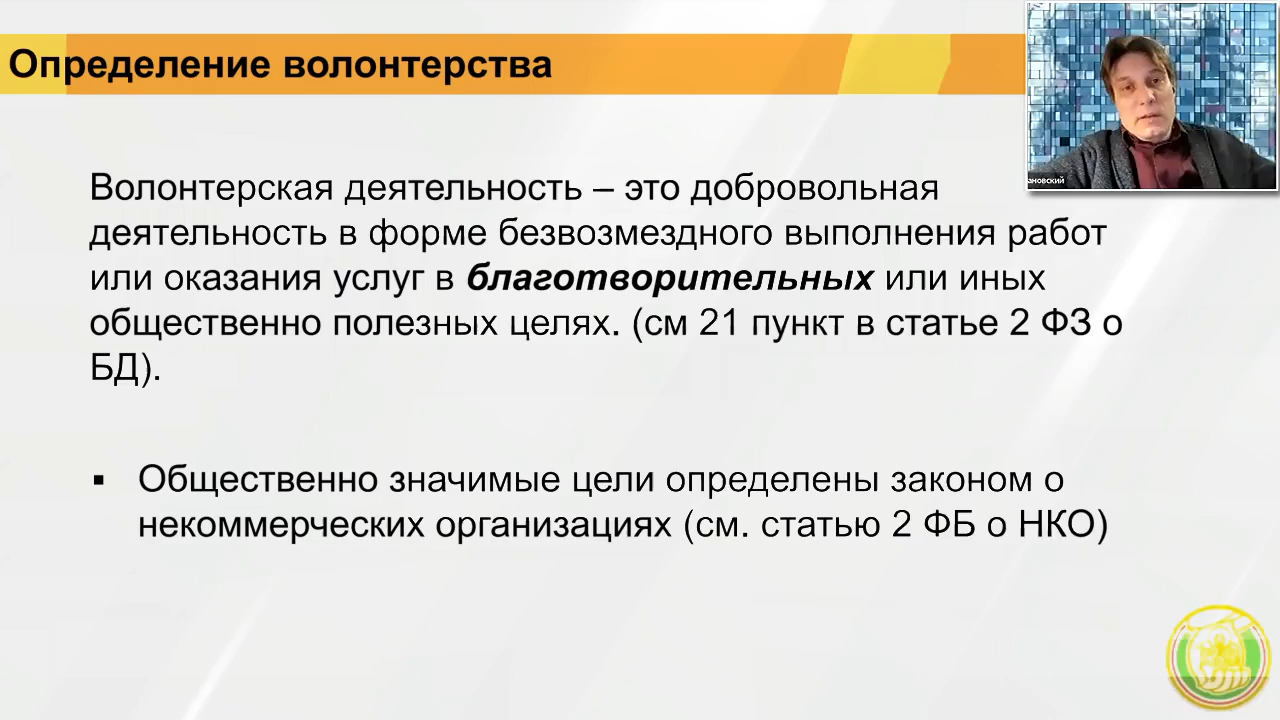 Определение волонтерства
ановский
Волонтерская деятельность – это добровольная
деятельность в форме безвозмездного выполнения работ
или оказания услуг в благотворительных или иных
общественно полезных целях. (см 21 пункт в статье 2 ФЗ о
БД).
▪ Общественно значимые цели определены законом о
некоммерческих организациях (см. статью 2 ФБ о НКО)